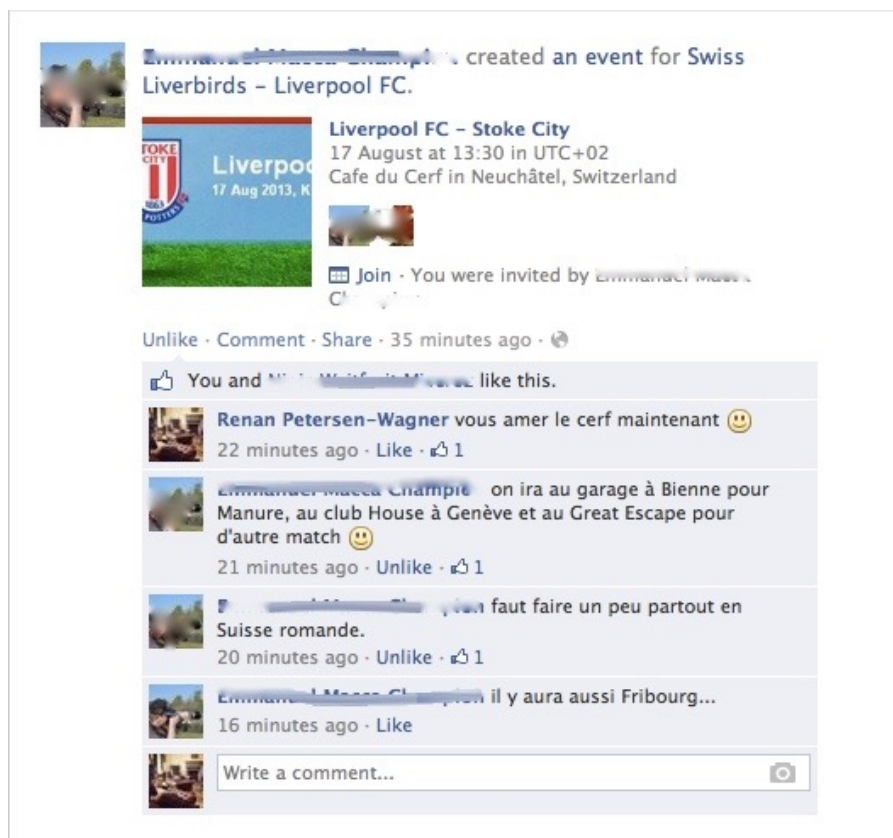 created an event for Swiss
Liverbirds – Liverpool FC.
STOKE
CITY
1863
POTTERS
Liverpoo
17 Aug 2013, K
Liverpool FC – Stoke City
17 August at 13:30 in UTC+02
Cafe du Cerf in Neuchâtel, Switzerland
Join · You were invited by
Unlike · Comment · Share · 35 minutes ago ·
You and like this.
Renan Petersen-Wagner vous amer le cerf maintenant
22 minutes ago · Like · 1
on ira au garage à Bienne pour
Manure, au club House à Genève et au Great Escape pour
d'autre match
21 minutes ago · Unlike · 1
faut faire un peu partout en
Suisse romande.
20 minutes ago · Unlike · 1
il y aura aussi Fribourg...
16 minutes ago · Like
Write a comment...